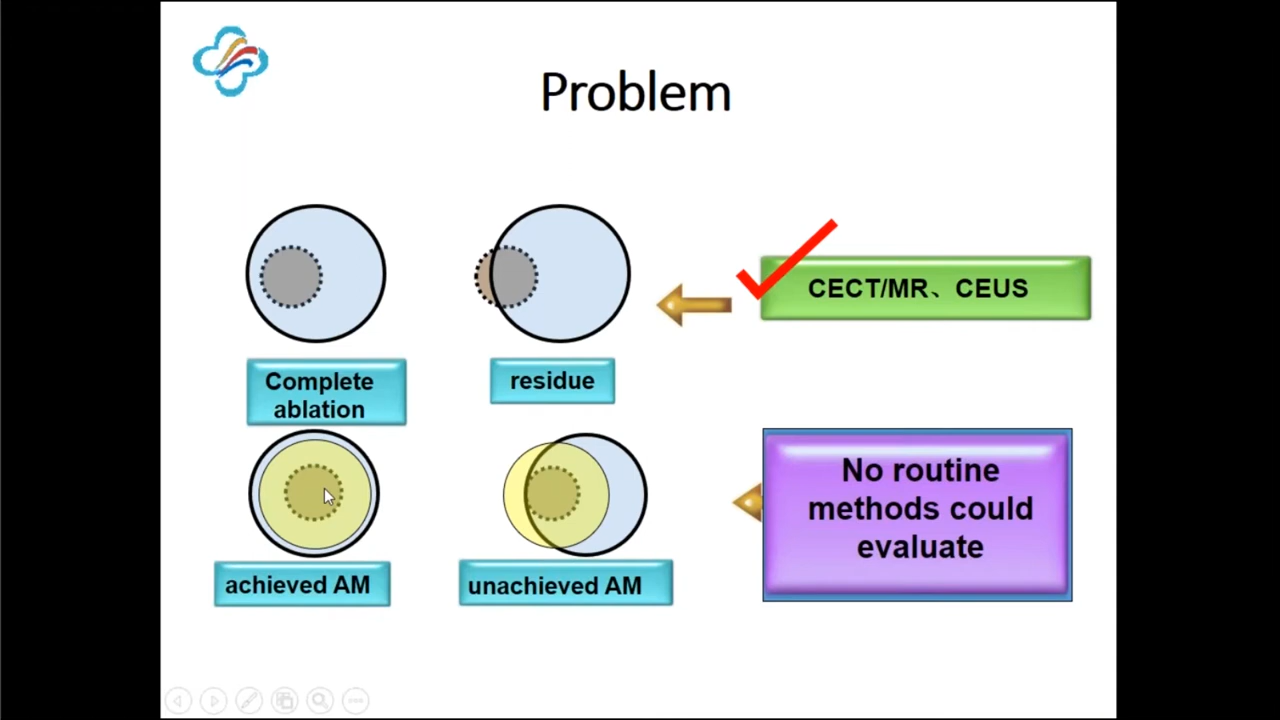 Problem
CECT/MR、CEUS
Complete
ablation
residue
No routine
methods could
evaluate
achieved AM
unachieved AM